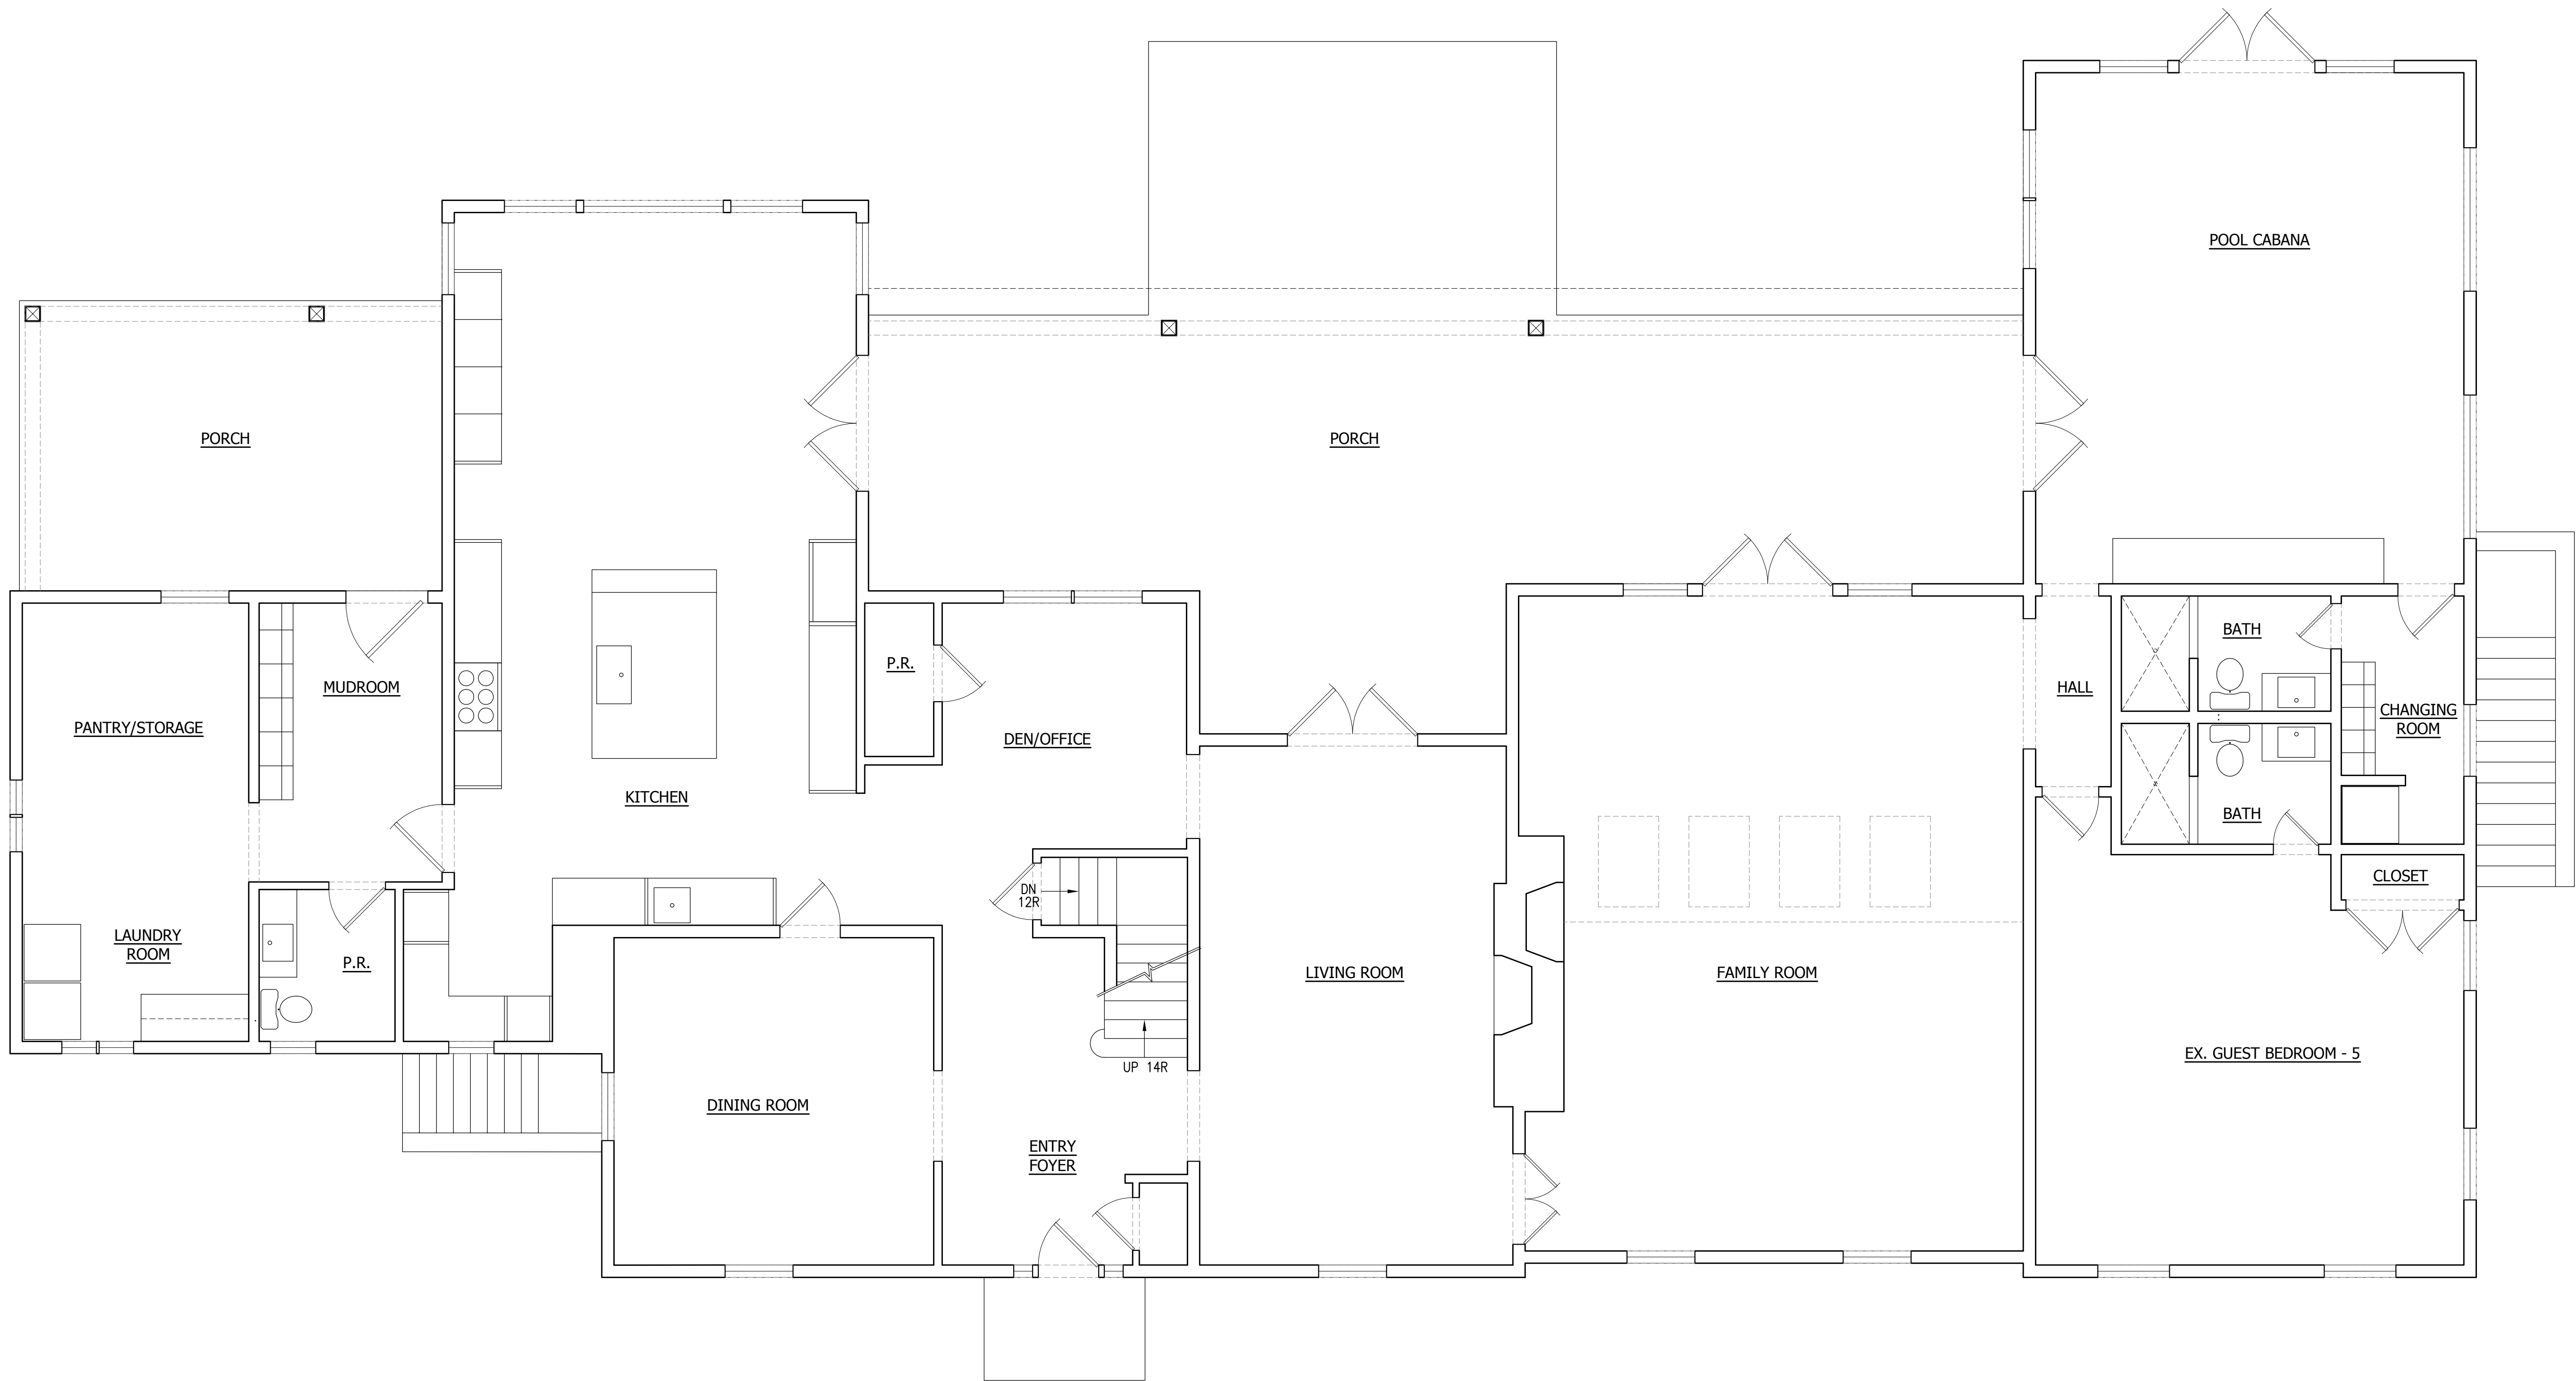 POOL CABANA
PORCH
PORCH
BATH
P.R.
MUDROOM
HALL
PANTRY/STORAGE
CHANGING
ROOM
DEN/OFFICE
KITCHEN
BATH
CLOSET
DN
12R
LAUNDRY
ROOM
P.R.
LIVING ROOM
FAMILY ROOM
EX. GUEST BEDROOM - 5
UP 14R
DINING ROOM
ENTRY
FOYER